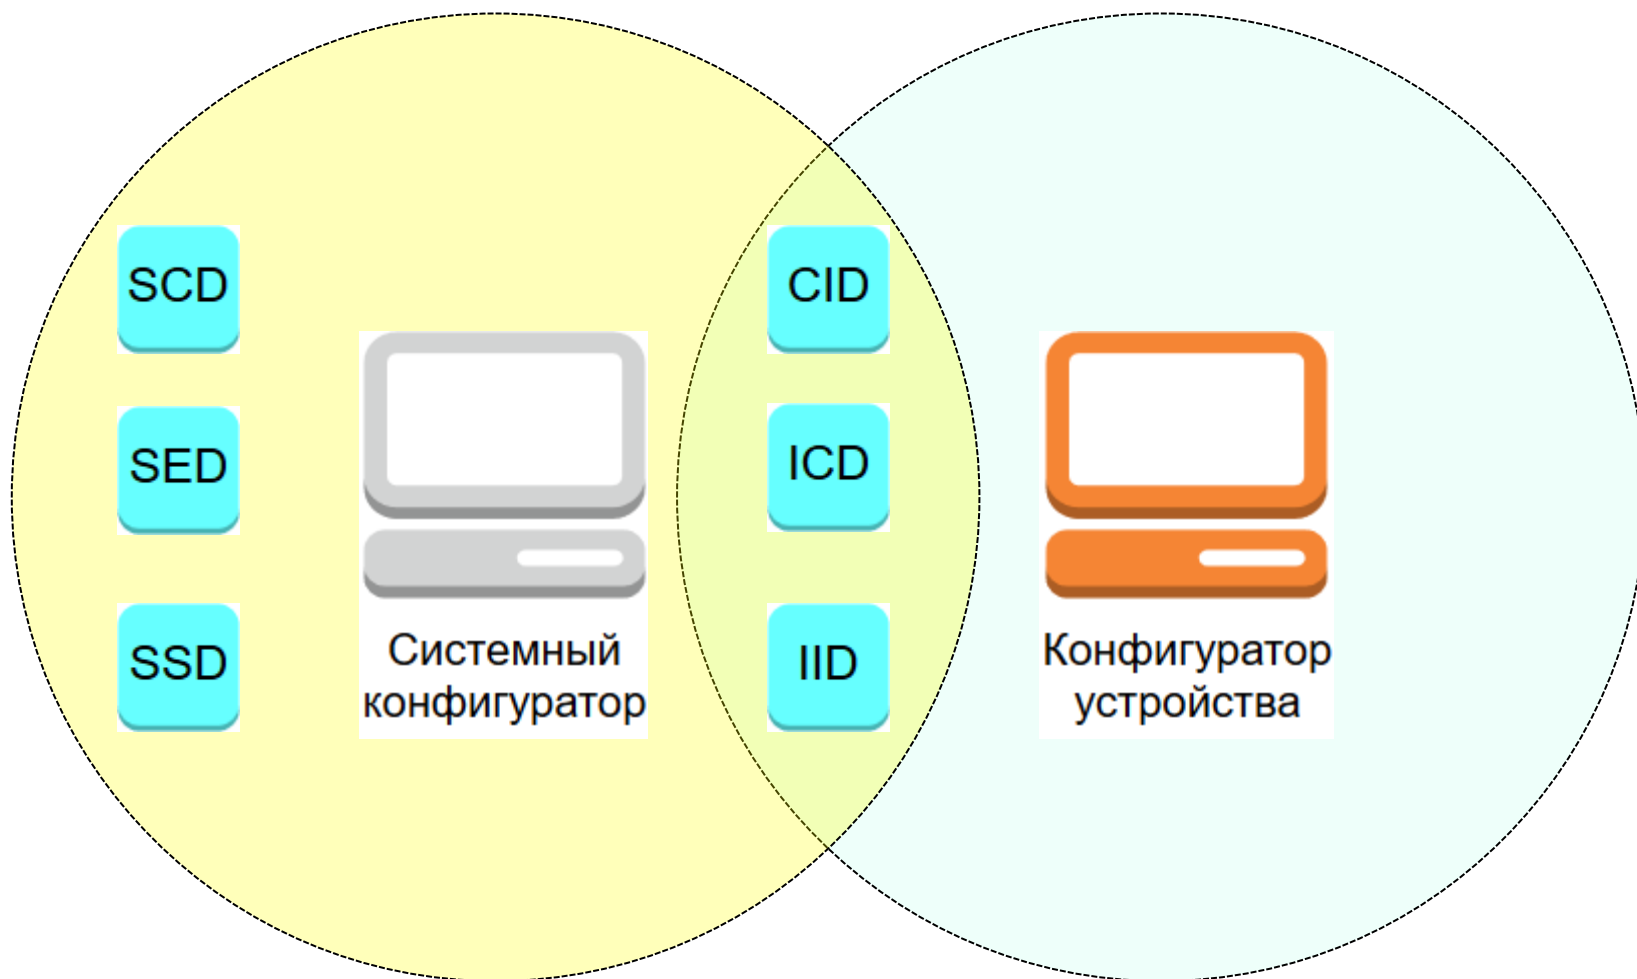 SCD
SED
SSD
Системный
конфигуратор
CID
ICD
IID
Конфигуратор
устройства